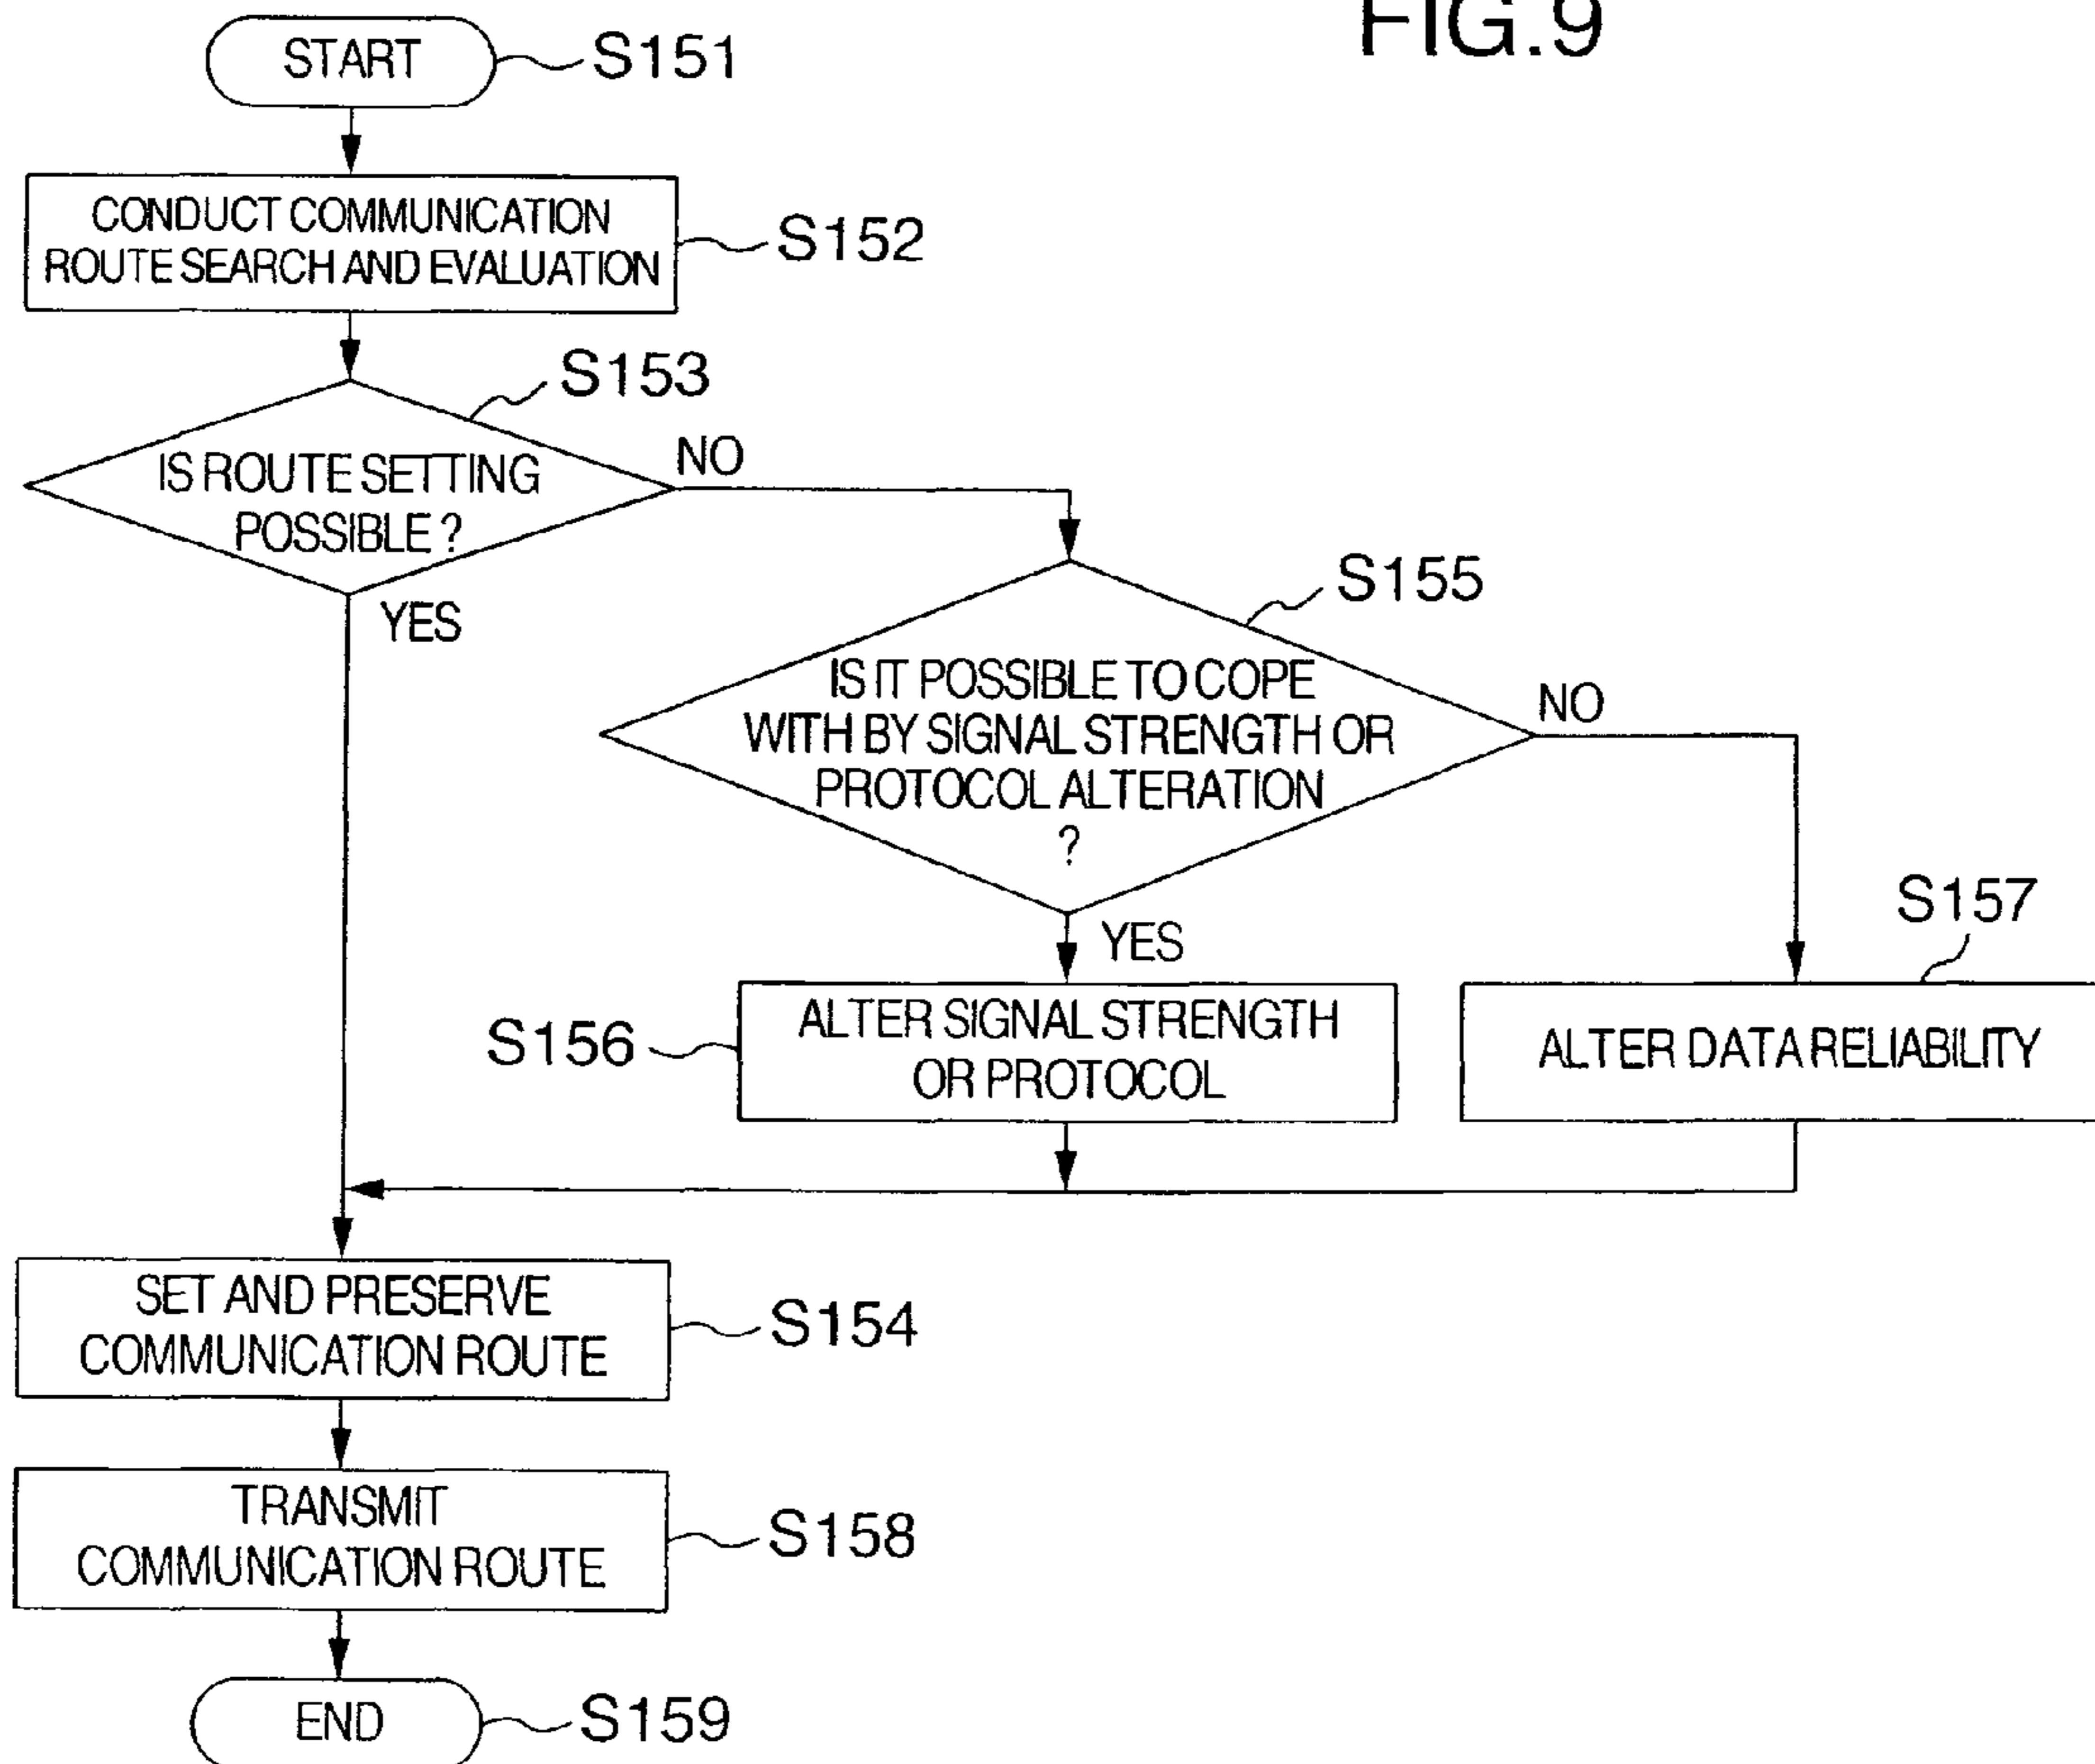 FIG.9
START
S151
CONDUCT COMMUNICATION
ROUTE SEARCH AND EVALUATION
S152
S153
IS ROUTE SETTING
POSSIBLE ?
NO
YES
S155
IS IT POSSIBLE TO COPE
WITH BY SIGNAL STRENGTH OR
PROTOCOL ALTERATION
?
NO
YES
S156
ALTER SIGNAL STRENGTH
OR PROTOCOL
S157
ALTER DATA RELIABILITY
SET AND PRESERVE
COMMUNICATION ROUTE
S154
TRANSMIT
COMMUNICATION ROUTE
S158
END
S159